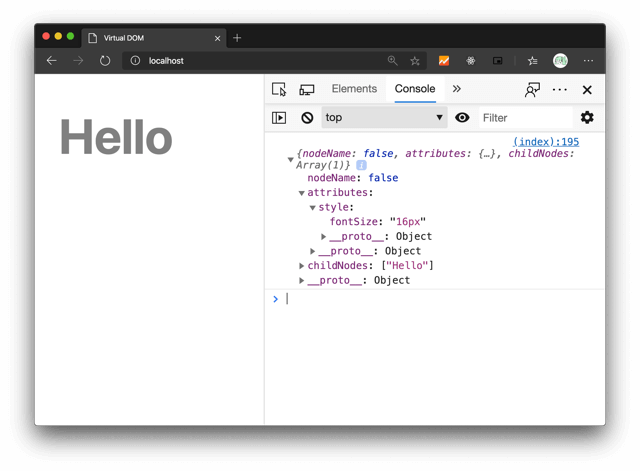 Virtual DOM
localhost
Hello
Elements Console
top Filter
(index):195
{nodeName: false, attributes: {…}, childNodes:
Array(1)} i
nodeName: false
attributes:
style:
fontSize: "16px"
__proto__: Object
__proto__: Object
childNodes: ["Hello"]
__proto__: Object